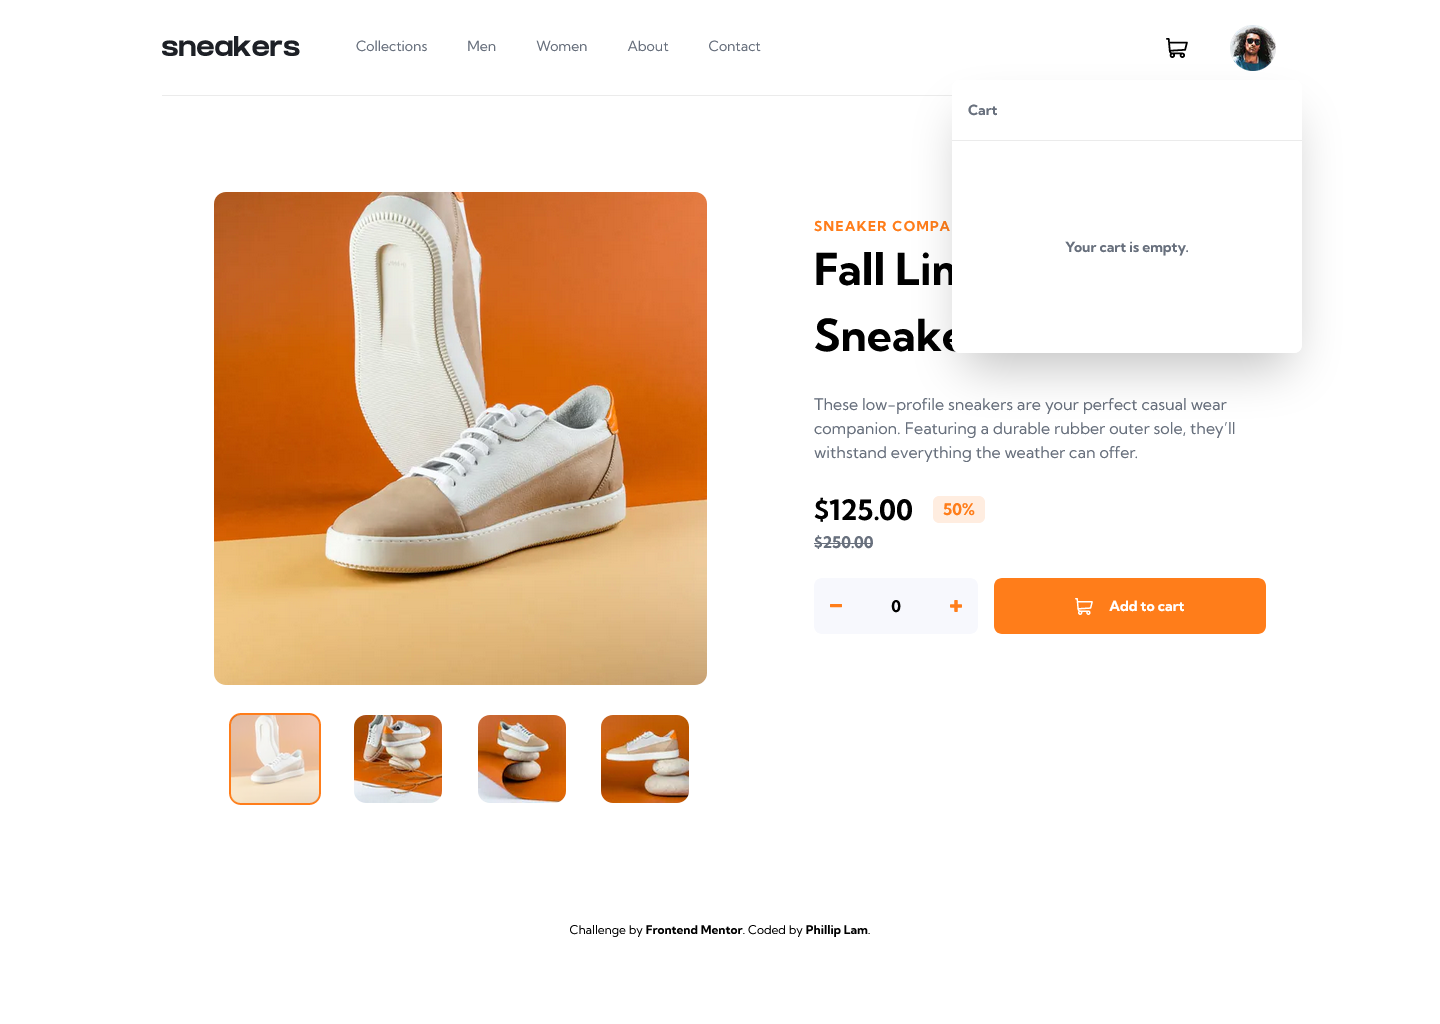 sneakers
Collections
Men
Women
About
Contact
Cart
Your cart is empty.
SNEAKER COMPA
Fall Lin
Sneake
These low-profile sneakers are your perfect casual wear
companion. Featuring a durable rubber outer sole, they’ll
withstand everything the weather can offer.
$125.00
50%
$250.00
0
Add to cart
Challenge by Frontend Mentor. Coded by Phillip Lam.